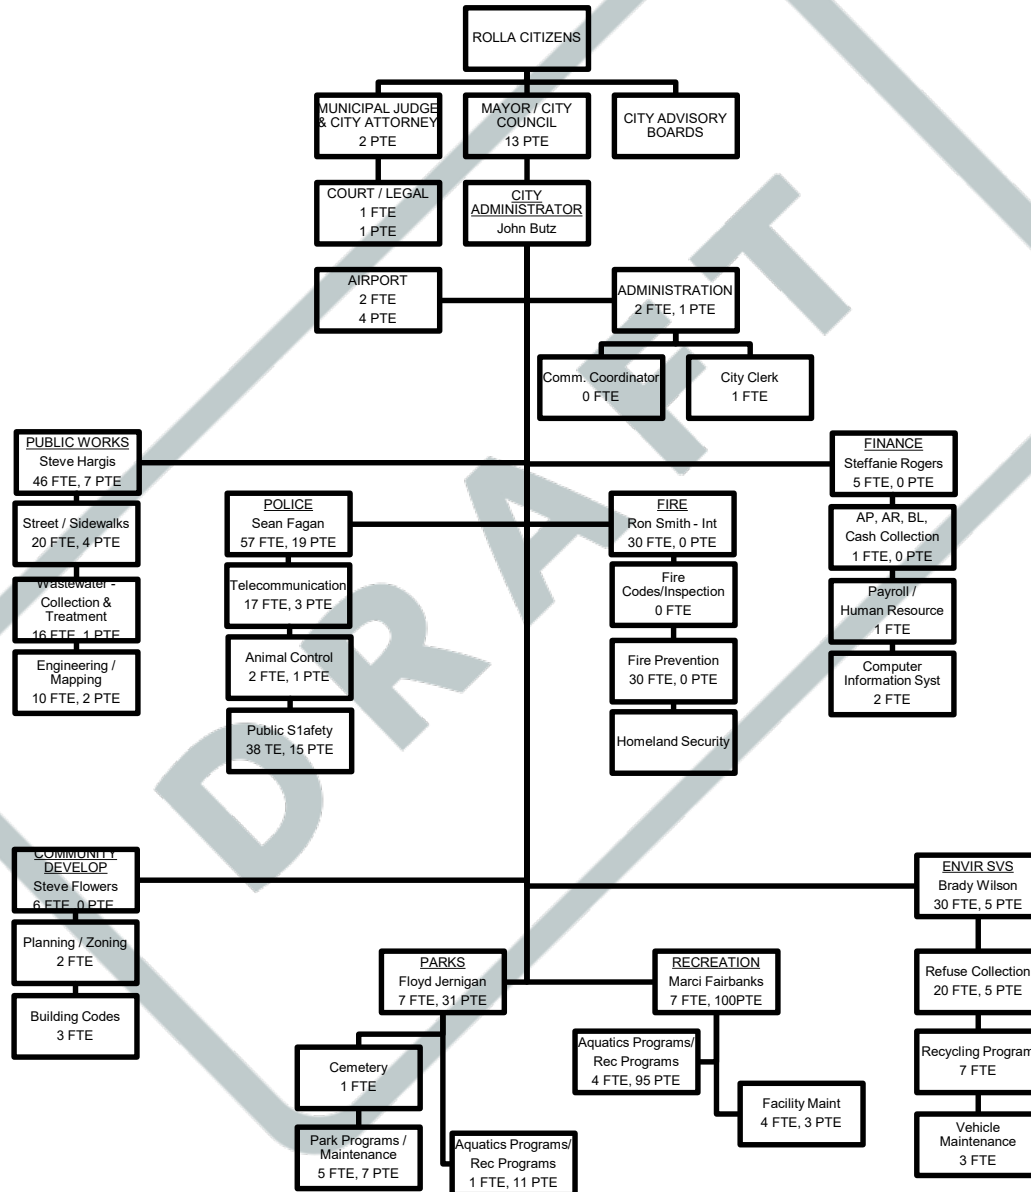 ROLLA CITIZENS
MUNICIPAL JUDGE
& CITY ATTORNEY
2 PTE
MAYOR / CITY
COUNCIL
13 PTE
CITY ADVISORY
BOARDS
COURT / LEGAL
1 FTE
1 PTE
CITY
ADMINISTRATOR
John Butz
AIRPORT
2 FTE
4 PTE
ADMINISTRATION
2 FTE, 1 PTE
Comm. Coordinator
0 FTE
City Clerk
1 FTE
PUBLIC WORKS
Steve Hargis
46 FTE, 7 PTE
Street / Sidewalks
20 FTE, 4 PTE
Wastewater -
Collection &
Treatment
16 FTE, 1 PTE
Engineering /
Mapping
10 FTE, 2 PTE
POLICE
Sean Fagan
57 FTE, 19 PTE
Telecommunication
17 FTE, 3 PTE
Animal Control
2 FTE, 1 PTE
Public S1afety
38 TE, 15 PTE
FIRE
Ron Smith - Int
30 FTE, 0 PTE
Fire
Codes/Inspection
0 FTE
Fire Prevention
30 FTE, 0 PTE
Homeland Security
FINANCE
Steffanie Rogers
5 FTE, 0 PTE
AP, AR, BL,
Cash Collection
1 FTE, 0 PTE
Payroll /
Human Resource
1 FTE
Computer
Information Syst
2 FTE
COMMUNITY
DEVELOP
Steve Flowers
6 FTE, 0 PTE
Planning / Zoning
2 FTE
Building Codes
3 FTE
PARKS
Floyd Jernigan
7 FTE, 31 PTE
Cemetery
1 FTE
Park Programs /
Maintenance
5 FTE, 7 PTE
Aquatics Programs/
Rec Programs
1 FTE, 11 PTE
RECREATION
Marci Fairbanks
7 FTE, 100PTE
Aquatics Programs/
Rec Programs
4 FTE, 95 PTE
Facility Maint
4 FTE, 3 PTE
ENVIR SVS
Brady Wilson
30 FTE, 5 PTE
Refuse Collection
20 FTE, 5 PTE
Recycling Program
7 FTE
Vehicle
Maintenance
3 FTE
DRAFT